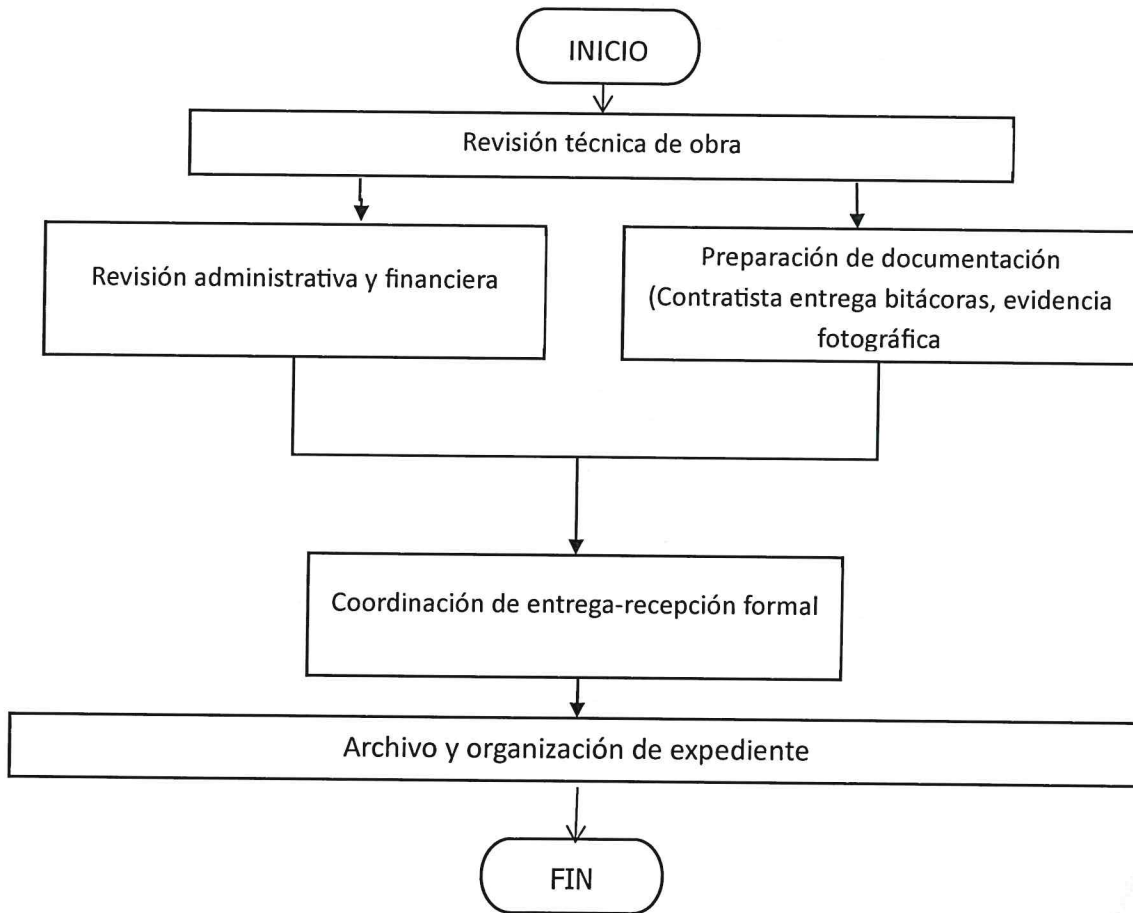 INICIO
Revisión técnica de obra
Revisión administrativa y financiera
Preparación de documentación
(Contratista entrega bitácoras, evidencia
fotográfica
Coordinación de entrega-recepción formal
Archivo y organización de expediente
FIN